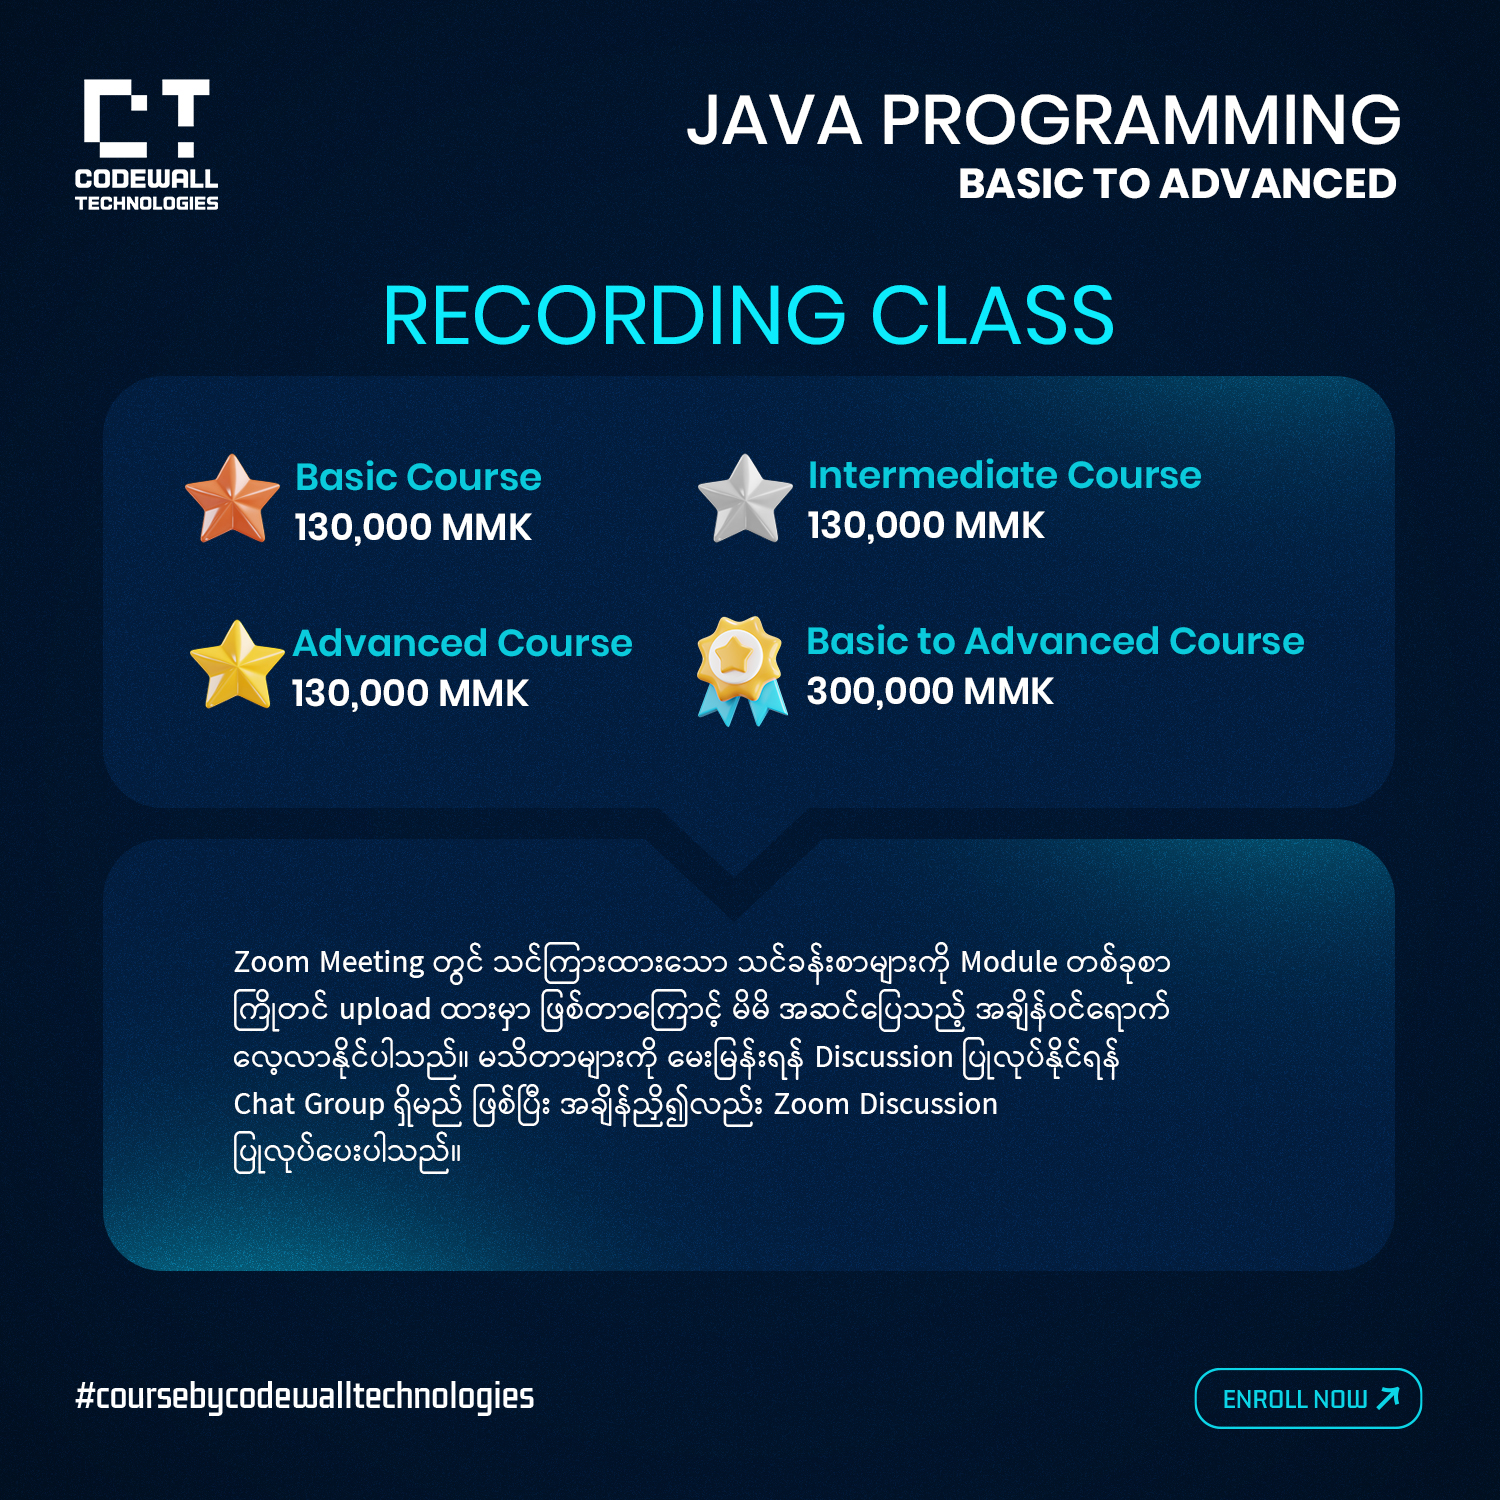 CT
CODEWALL
TECHNOLOGIES
JAVA PROGRAMMING
BASIC TO ADVANCED
RECORDING CLASS
Basic Course
130,000 MMK
Intermediate Course
130,000 MMK
Advanced Course
130,000 MMK
Basic to Advanced Course
300,000 MMK
Zoom Meeting တွင် သင်ကြားထားသော သင်ခန်းစာများကို Module တစ်ခုစာ
ကြိုတင် upload ထားမှာ ဖြစ်တာကြောင့် မိမိ အဆင်ပြေသည့် အချိန်ဝင်ရောက်
လေ့လာနိုင်ပါသည်။ မသိတာများကို မေးမြန်းရန် Discussion ပြုလုပ်နိုင်ရန်
Chat Group ရှိမည် ဖြစ်ပြီး အချိန်ညှိ၍လည်း Zoom Discussion
ပြုလုပ်ပေးပါသည်။
#coursebycodewalltechnologies
ENROLL NOW